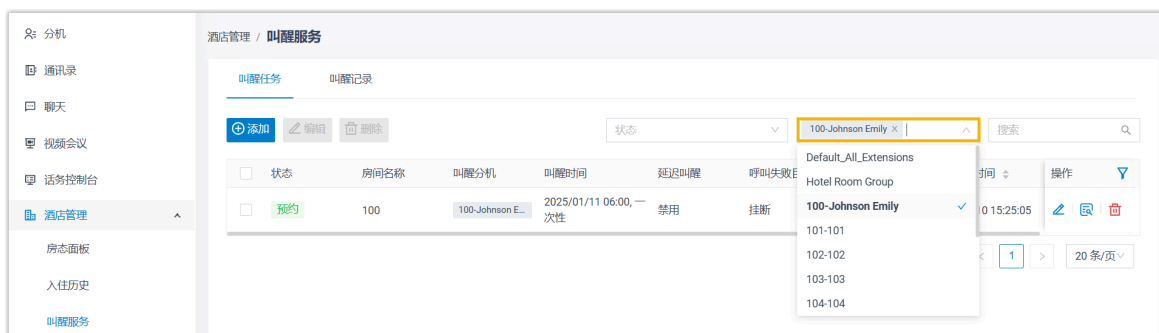 分机
通讯录
聊天
视频会议
话务控制台
酒店管理
房态面板
入住历史
叫醒服务
酒店管理 / 叫醒服务
叫醒任务 叫醒记录
添加 编辑 删除 状态 100-Johnson Emily × 搜索
状态 房间名称 叫醒分机 叫醒时间 延迟叫醒 呼叫失败 时间 操作
预约 100 100-Johnson E... 2025/01/11 06:00, 一次性 禁用 挂断 0 15:25:05
Default_All_Extensions
Hotel Room Group
100-Johnson Emily
101-101
102-102
103-103
104-104
< 1 > 20 条/页